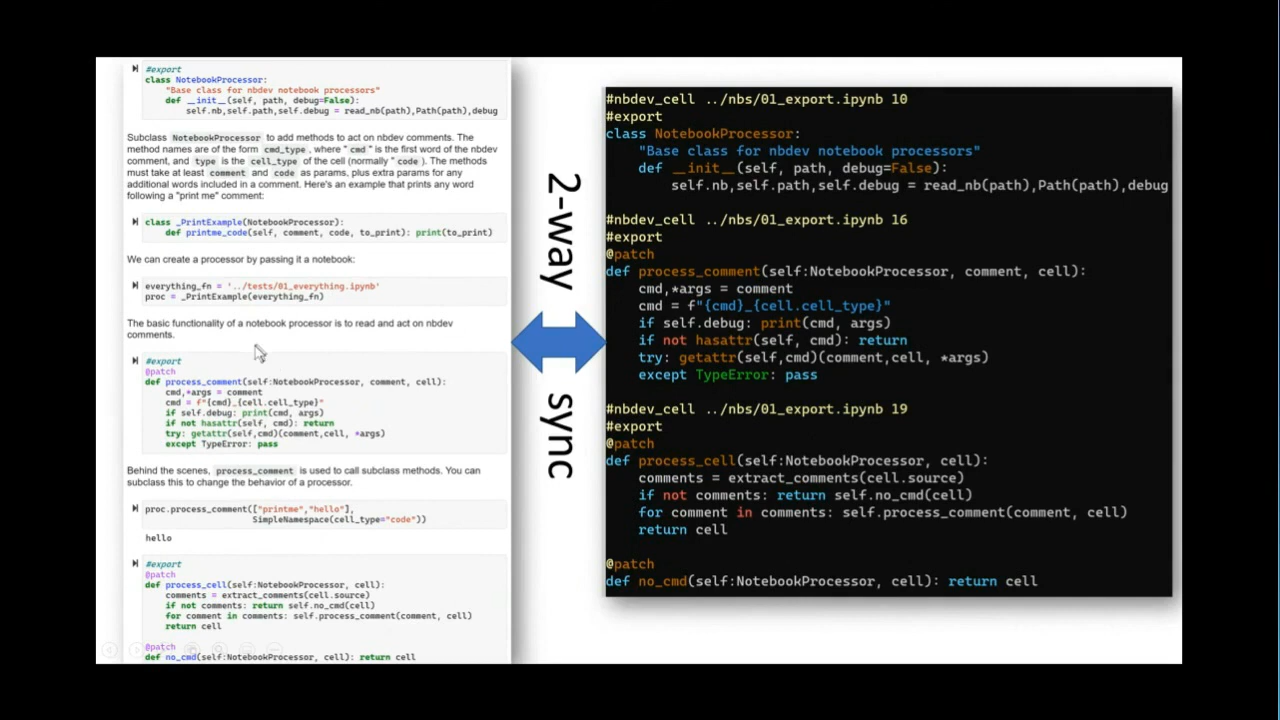 #export
class NotebookProcessor:
    "Base class for nbdev notebook processors"
    def __init__(self, path, debug=False):
        self.nb,self.path,self.debug = read_nb(path),Path(path),debug
Subclass NotebookProcessor to add methods to act on nbdev comments. The
method names are of the form cmd_type, where "cmd" is the first word of the nbdev
comment, and type is the cell_type of the cell (normally "code"). The methods
must take at least comment and code as params, plus extra params for any
additional words included in a comment. Here's an example that prints any word
following a "print me" comment:
class _PrintExample(NotebookProcessor):
    def printme_code(self, comment, code, to_print): print(to_print)
We can create a processor by passing it a notebook:
everything_fn = '../tests/01_everything.ipynb'
proc = _PrintExample(everything_fn)
The basic functionality of a notebook processor is to read and act on nbdev
comments.
#export
@patch
def process_comment(self:NotebookProcessor, comment, cell):
    cmd,*args = comment
    cmd = f"{cmd}_{cell.cell_type}"
    if self.debug: print(cmd, args)
    if not hasattr(self, cmd): return
    try: getattr(self,cmd)(comment,cell, *args)
    except TypeError: pass
Behind the scenes, process_comment is used to call subclass methods. You can
subclass this to change the behavior of a processor.
proc.process_comment(["printme","hello"],
                     SimpleNamespace(cell_type="code"))
hello
#export
@patch
def process_cell(self:NotebookProcessor, cell):
    comments = extract_comments(cell.source)
    if not comments: return self.no_cmd(cell)
    for comment in comments: self.process_comment(comment, cell)
    return cell
@patch
def no_cmd(self:NotebookProcessor, cell): return cell
2-way
sync
#nbdev_cell ../nbs/01_export.ipynb 10
#export
class NotebookProcessor:
    "Base class for nbdev notebook processors"
    def __init__(self, path, debug=False):
        self.nb,self.path,self.debug = read_nb(path),Path(path),debug
#nbdev_cell ../nbs/01_export.ipynb 16
#export
@patch
def process_comment(self:NotebookProcessor, comment, cell):
    cmd,*args = comment
    cmd = f"{cmd}_{cell.cell_type}"
    if self.debug: print(cmd, args)
    if not hasattr(self, cmd): return
    try: getattr(self,cmd)(comment,cell, *args)
    except TypeError: pass
#nbdev_cell ../nbs/01_export.ipynb 19
#export
@patch
def process_cell(self:NotebookProcessor, cell):
    comments = extract_comments(cell.source)
    if not comments: return self.no_cmd(cell)
    for comment in comments: self.process_comment(comment, cell)
    return cell
@patch
def no_cmd(self:NotebookProcessor, cell): return cell